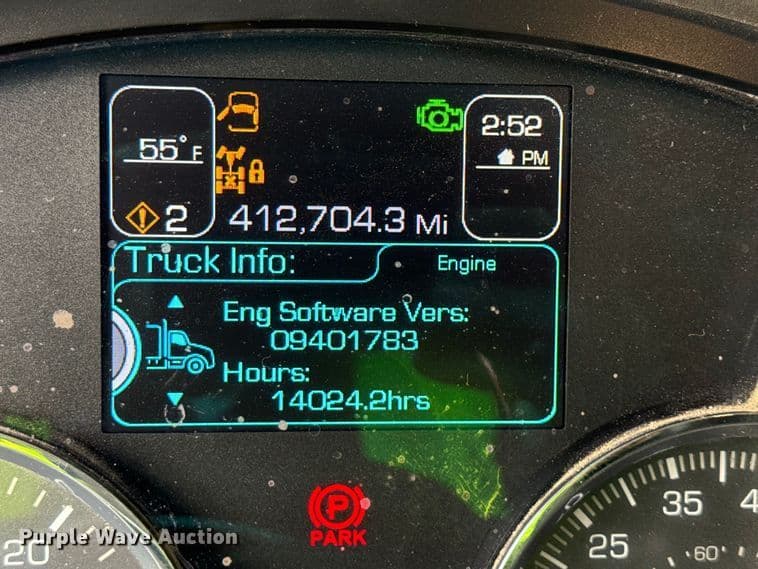 55° F
2:52
PM
2
412,704.3 Mi
Truck Info:
Engine
Eng Software Vers:
09401783
Hours:
14024.2hrs
P
PARK
20
25
35
4
60
Purple Wave Auction